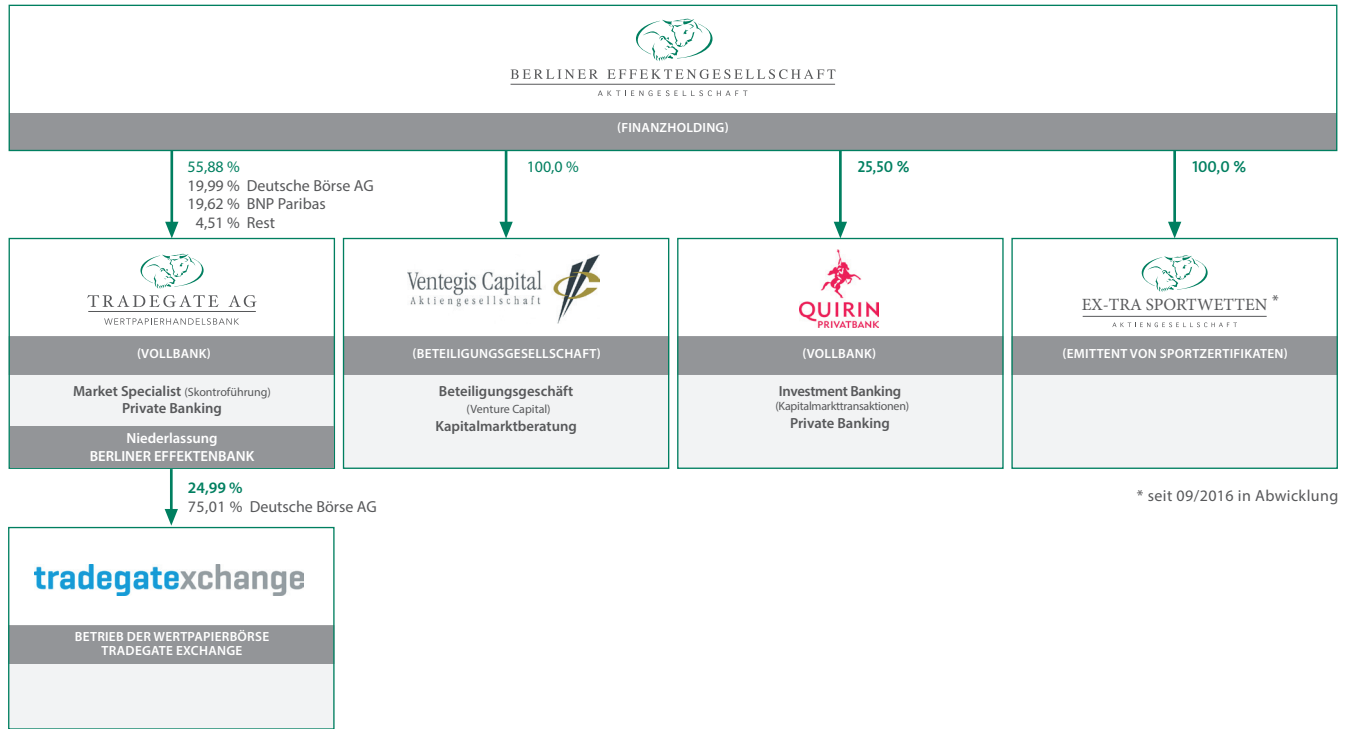 BERLINER EFFEKTENGESELLSCHAFT
AKTIENGESELLSCHAFT
(FINANZHOLDING)
55,88 %
19,99 % Deutsche Börse AG
19,62 % BNP Paribas
4,51 % Rest
100,0 %
25,50 %
100,0 %
TRADEGATE AG
WERTPAPIERHANDELSBANK
(VOLLBANK)
Market Specialist (Skontroführung)
Private Banking
Niederlassung
BERLINER EFFEKTENBANK
Ventegis Capital
Aktiengesellschaft
(BETEILIGUNGSGESELLSCHAFT)
Beteiligungsgeschäft
(Venture Capital)
Kapitalmarktberatung
QUIRIN
PRIVATBANK
(VOLLBANK)
Investment Banking
(Kapitalmarkttransaktionen)
Private Banking
EX-TRA SPORTWETTEN *
AKTIENGESELLSCHAFT
(EMITTENT VON SPORTZERTIFIKATEN)
* seit 09/2016 in Abwicklung
24,99 %
75,01 % Deutsche Börse AG
tradegatexchange
BETRIEB DER WERTPAPIERBÖRSE
TRADEGATE EXCHANGE